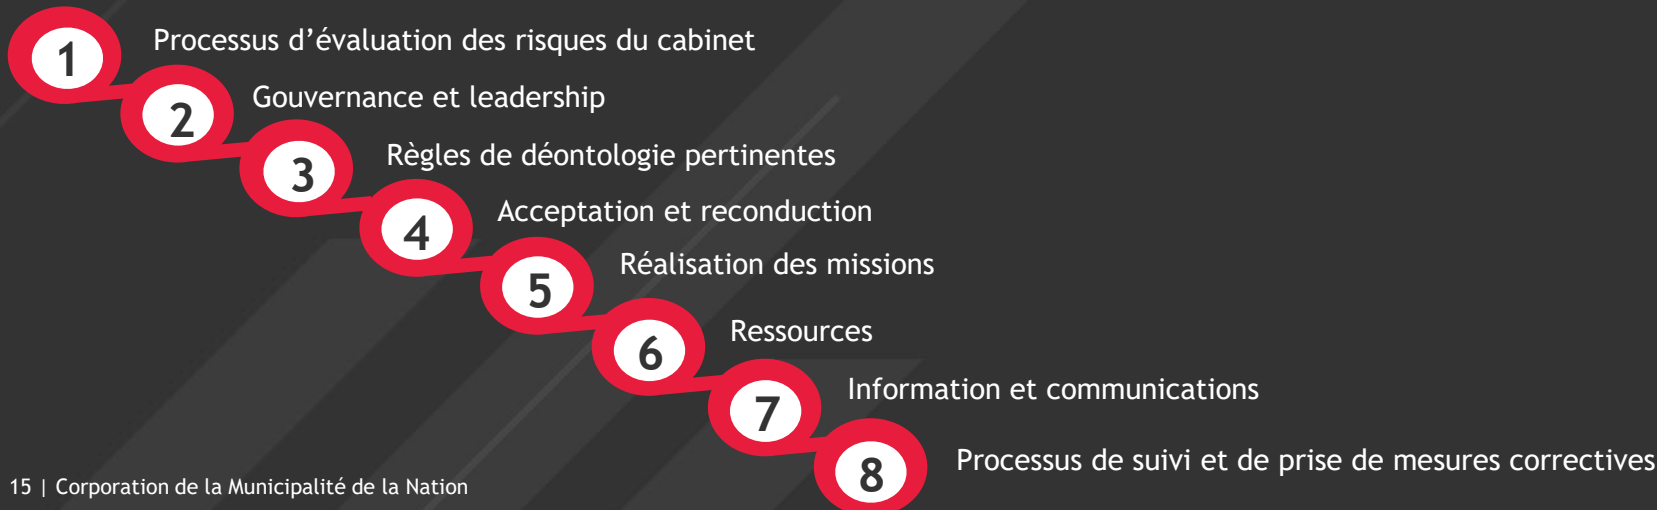 1 Processus d’évaluation des risques du cabinet
2 Gouvernance et leadership
3 Règles de déontologie pertinentes
4 Acceptation et reconduction
5 Réalisation des missions
6 Ressources
7 Information et communications
8 Processus de suivi et de prise de mesures correctives
15 | Corporation de la Municipalité de la Nation